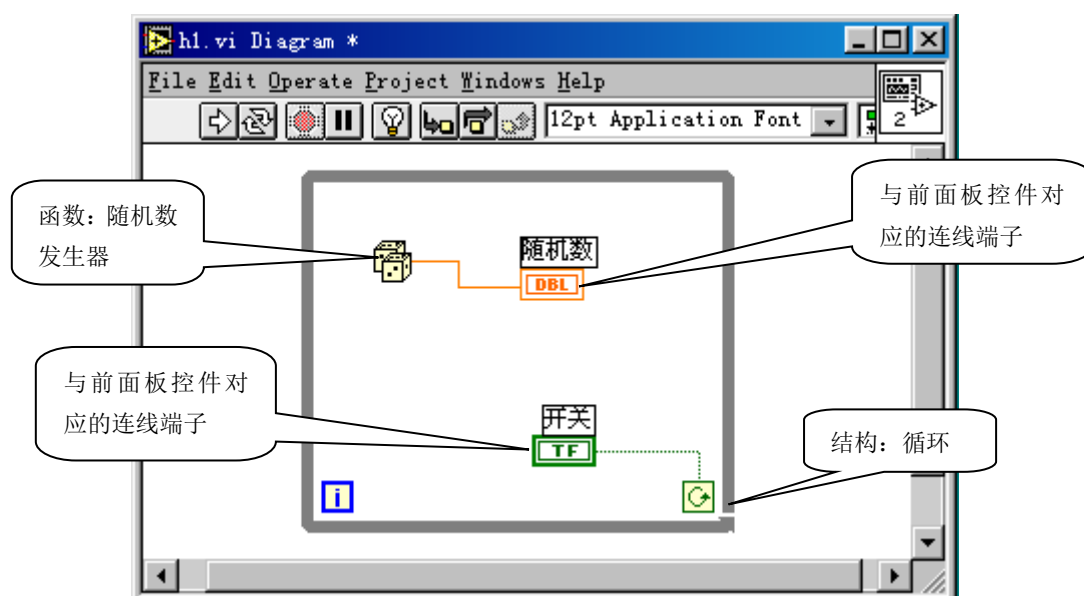 h1.vi Diagram *
File Edit Operate Project Windows Help
12pt Application Font
2
函数：随机数
发生器
与前面板控件对
应的连线端子
随机数
DBL
与前面板控件对
应的连线端子
开关
TF
结构：循环
i